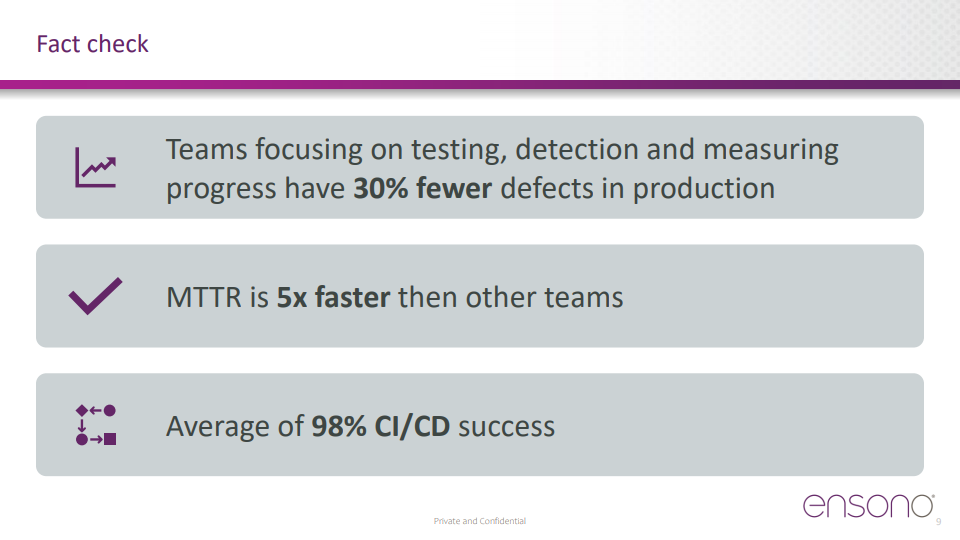 Fact check
Teams focusing on testing, detection and measuring
progress have 30% fewer defects in production
MTTR is 5x faster then other teams
Average of 98% CI/CD success
ensono
Private and Confidential
9